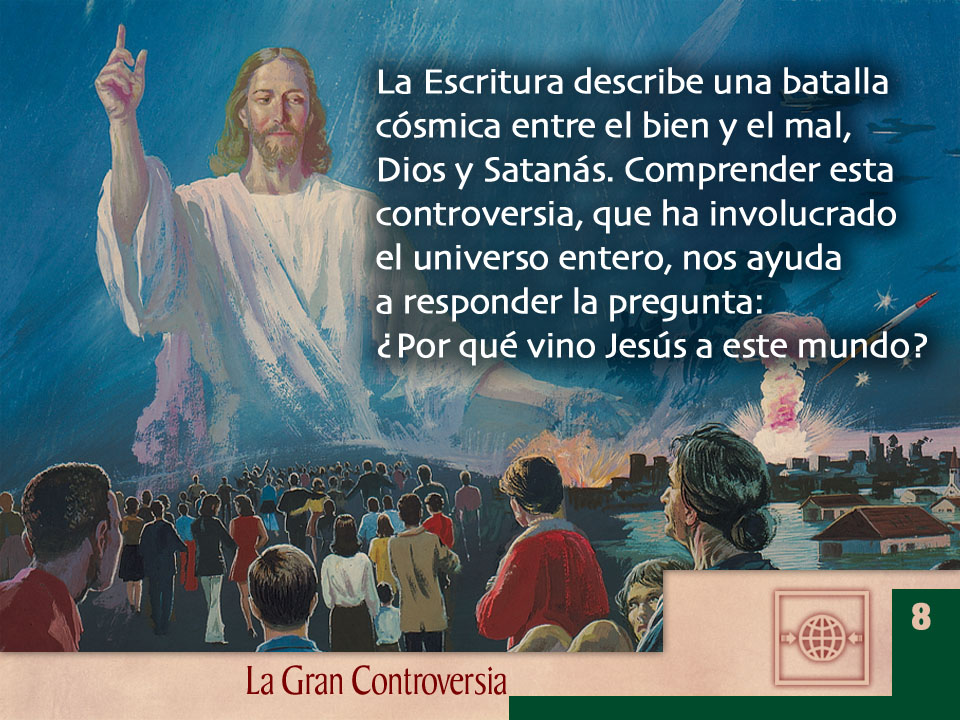 La Escritura describe una batalla
cósmica entre el bien y el mal,
Dios y Satanás. Comprender esta
controversia, que ha involucrado
el universo entero, nos ayuda
a responder la pregunta:
¿Por qué vino Jesús a este mundo?
8
La Gran Controversia